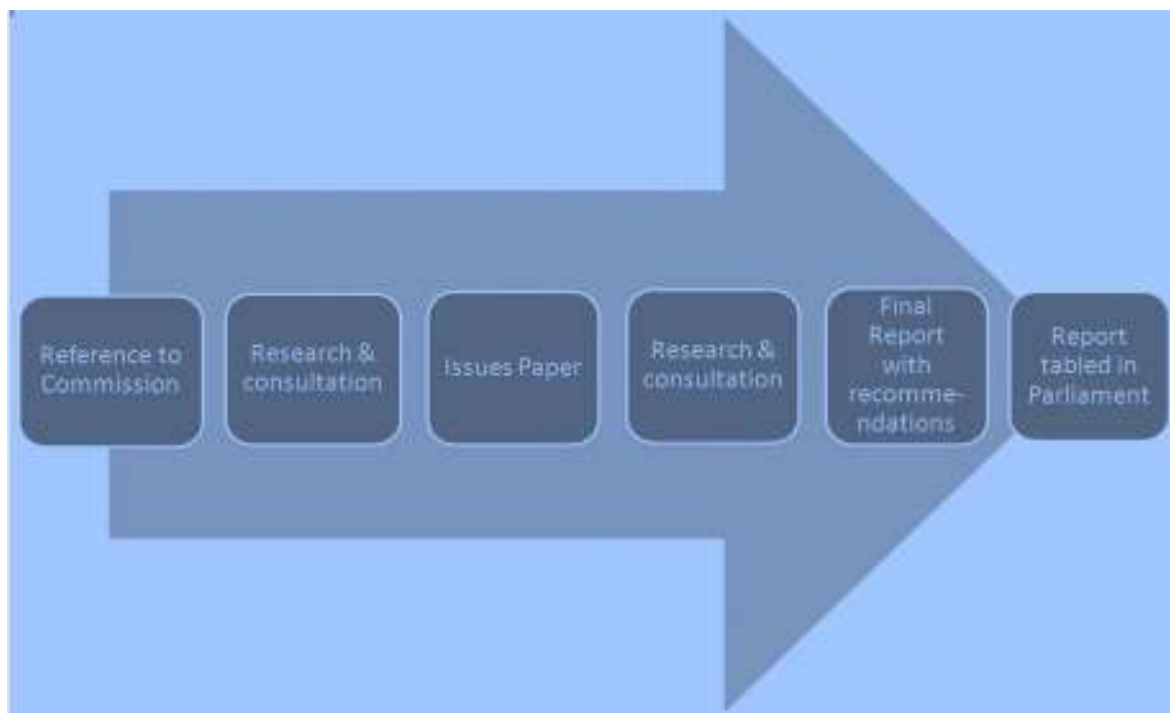 Reference to
Commission
Research &
consultation
Issues Paper
Research &
consultation
Final
Report
with
recomme-
ndations
Report
tabled in
Parliament